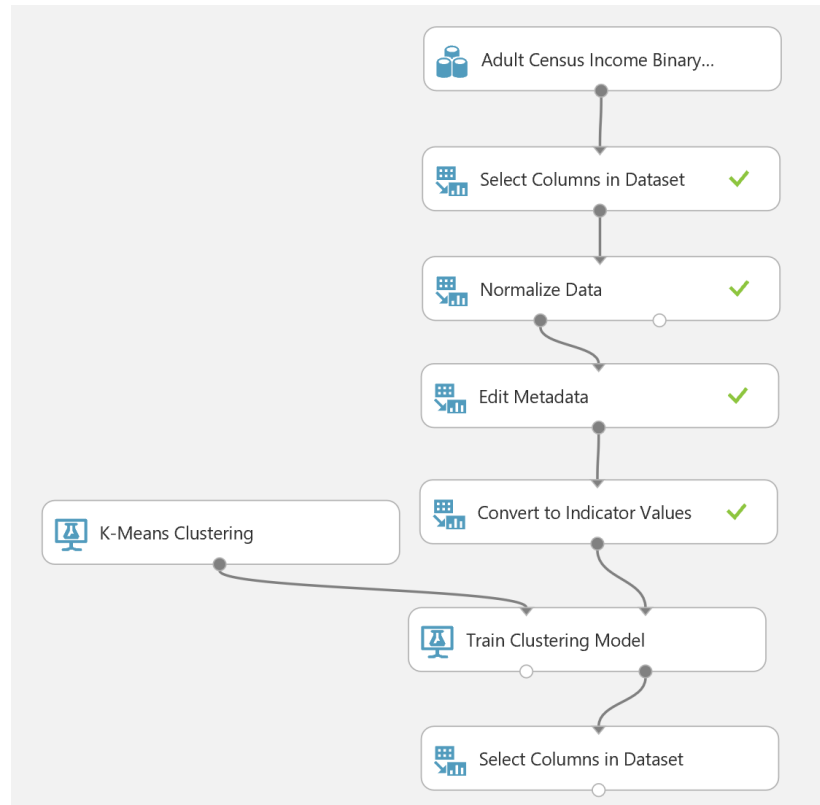 Adult Census Income Binary...
Select Columns in Dataset
Normalize Data
Edit Metadata
Convert to Indicator Values
K-Means Clustering
Train Clustering Model
Select Columns in Dataset